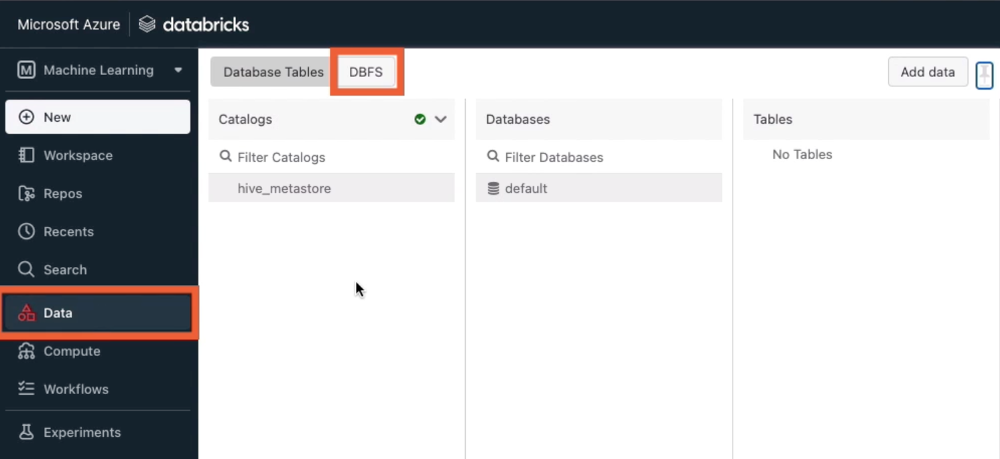 Microsoft Azure databricks
M Machine Learning
New
Workspace
Repos
Recents
Search
Data
Compute
Workflows
Experiments
Database Tables DBFS Add data
Catalogs
Filter Catalogs
hive_metastore
Databases
Filter Databases
default
Tables
No Tables